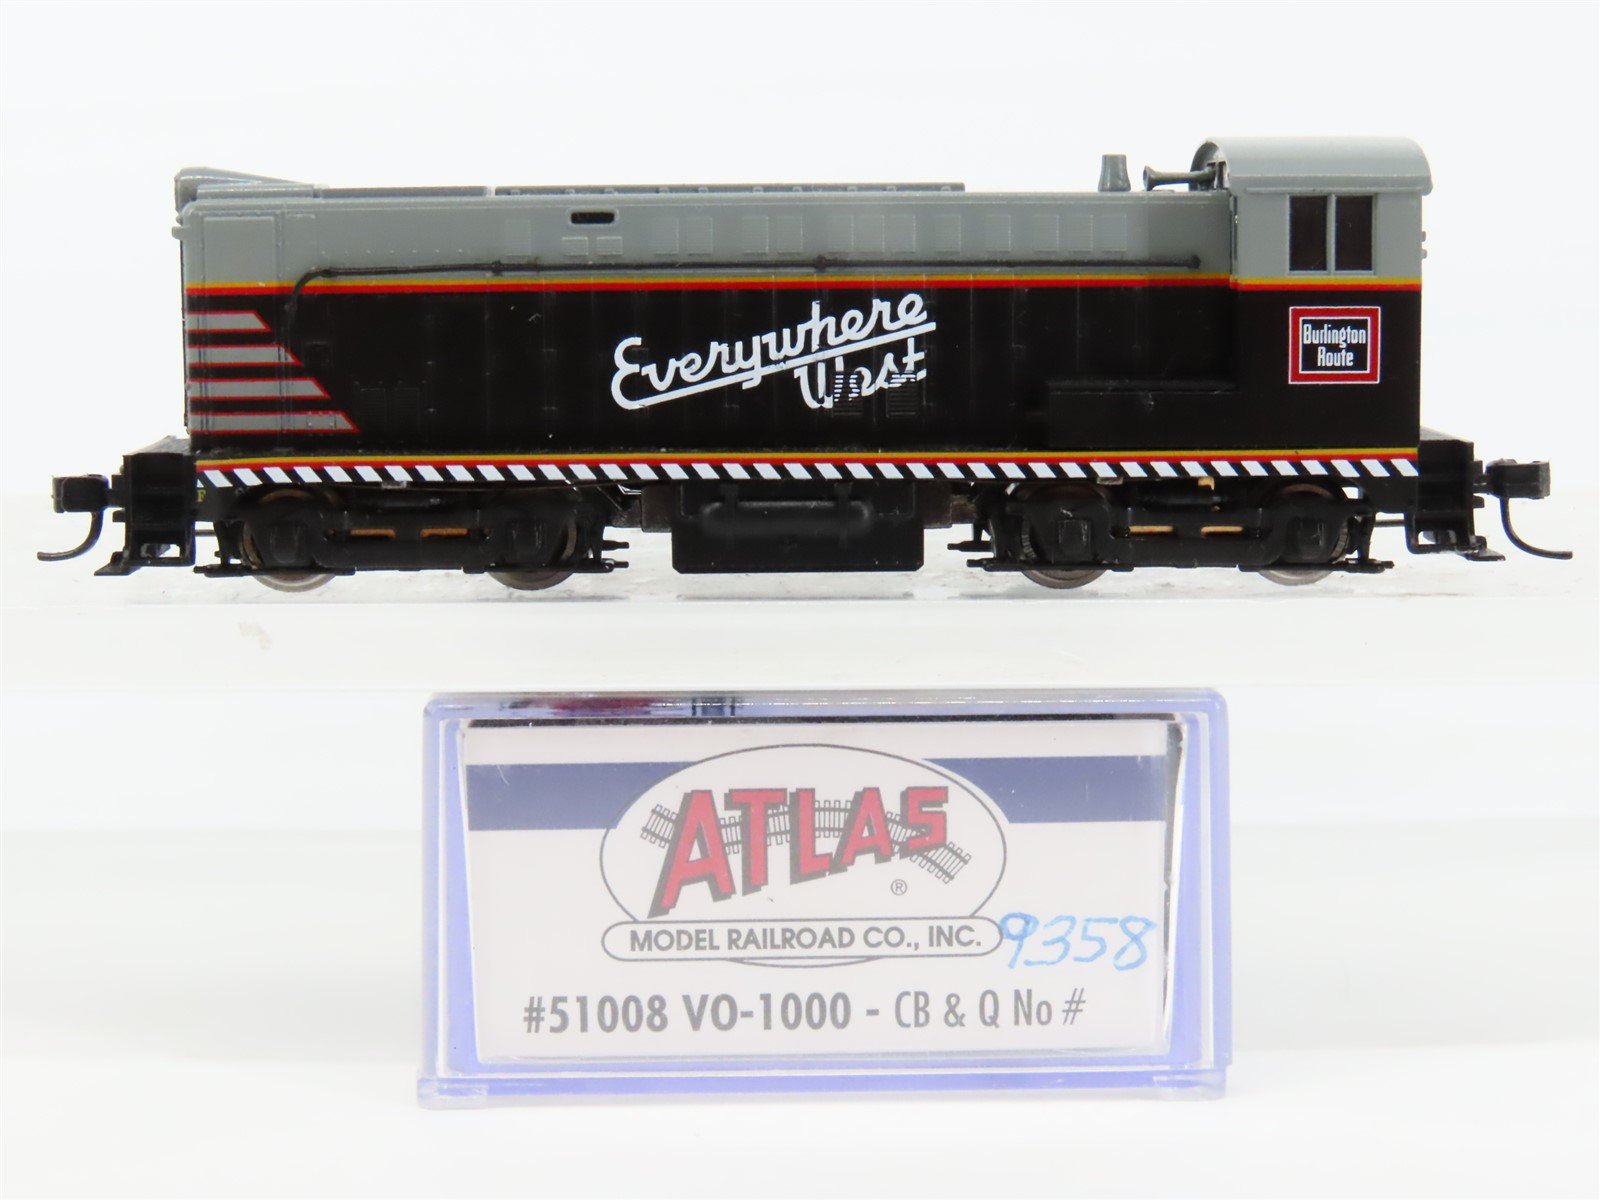 Everywhere
West
Burlington
Route
F
ATLAS
®
MODEL RAILROAD CO., INC.
9358
#51008 VO-1000 - CB & Q No #